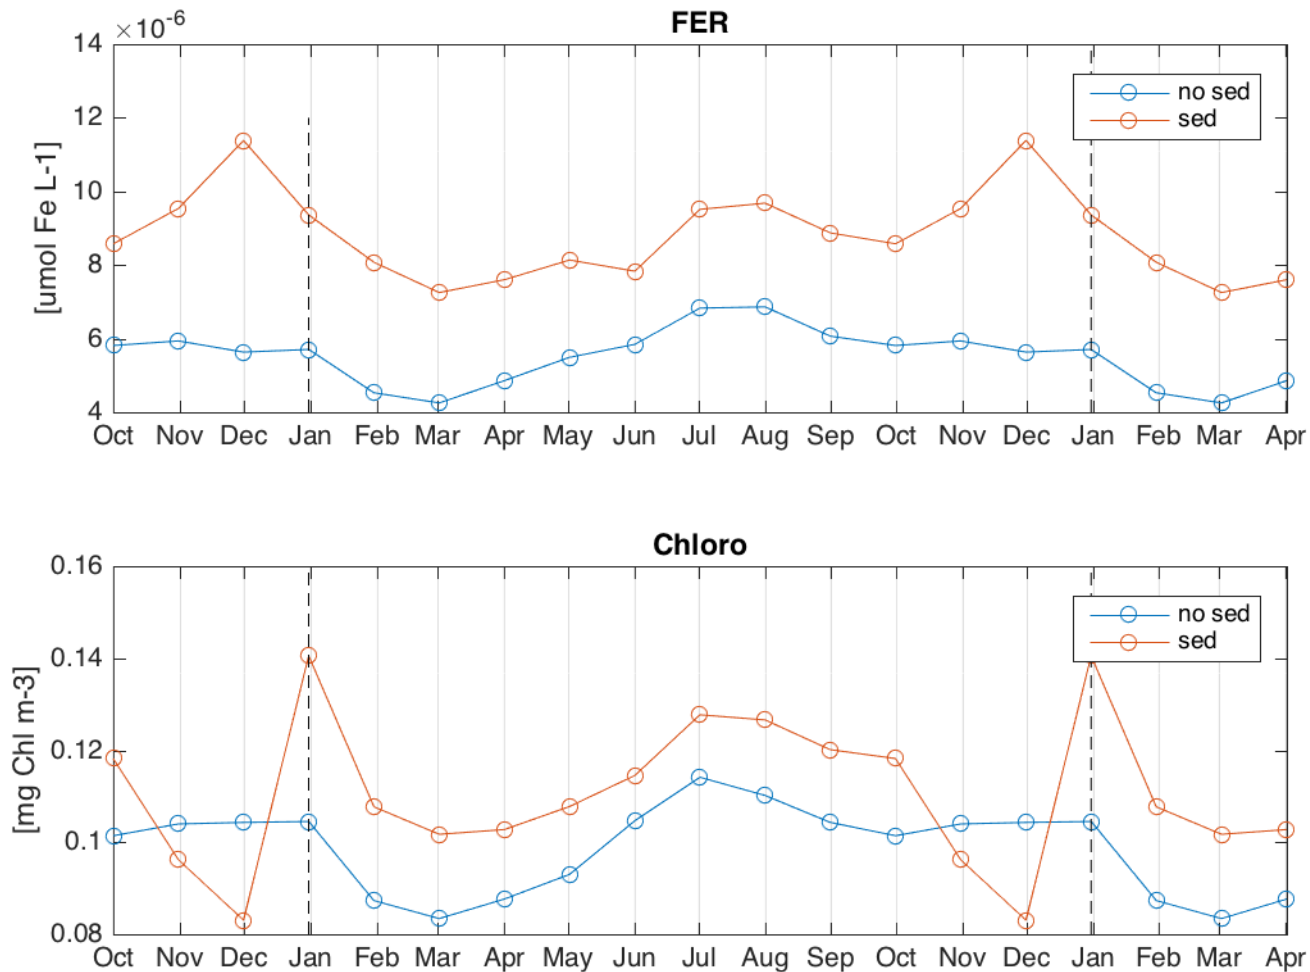 FER
×10-6
14
12
10
8
6
4
[umol Fe L-1]
no sed
sed
Oct Nov Dec Jan Feb Mar Apr May Jun Jul Aug Sep Oct Nov Dec Jan Feb Mar Apr
Chloro
0.16
0.14
0.12
0.1
0.08
[mg Chl m-3]
no sed
sed
Oct Nov Dec Jan Feb Mar Apr May Jun Jul Aug Sep Oct Nov Dec Jan Feb Mar Apr